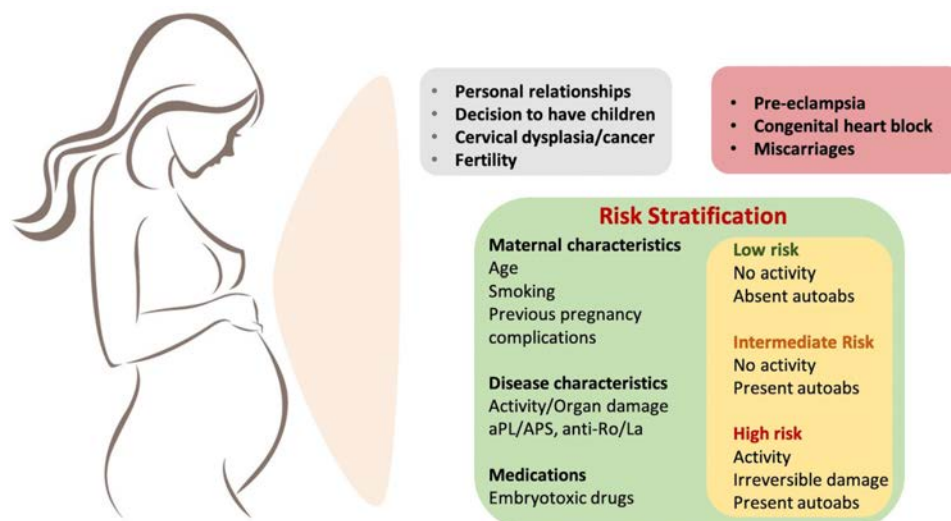 • Personal relationships
• Decision to have children
• Cervical dysplasia/cancer
• Fertility
• Pre-eclampsia
• Congenital heart block
• Miscarriages
Risk Stratification
Maternal characteristics
Age
Smoking
Previous pregnancy
complications
Disease characteristics
Activity/Organ damage
aPL/APS, anti-Ro/La
Medications
Embryotoxic drugs
Low risk
No activity
Absent autoabs
Intermediate Risk
No activity
Present autoabs
High risk
Activity
Irreversible damage
Present autoabs